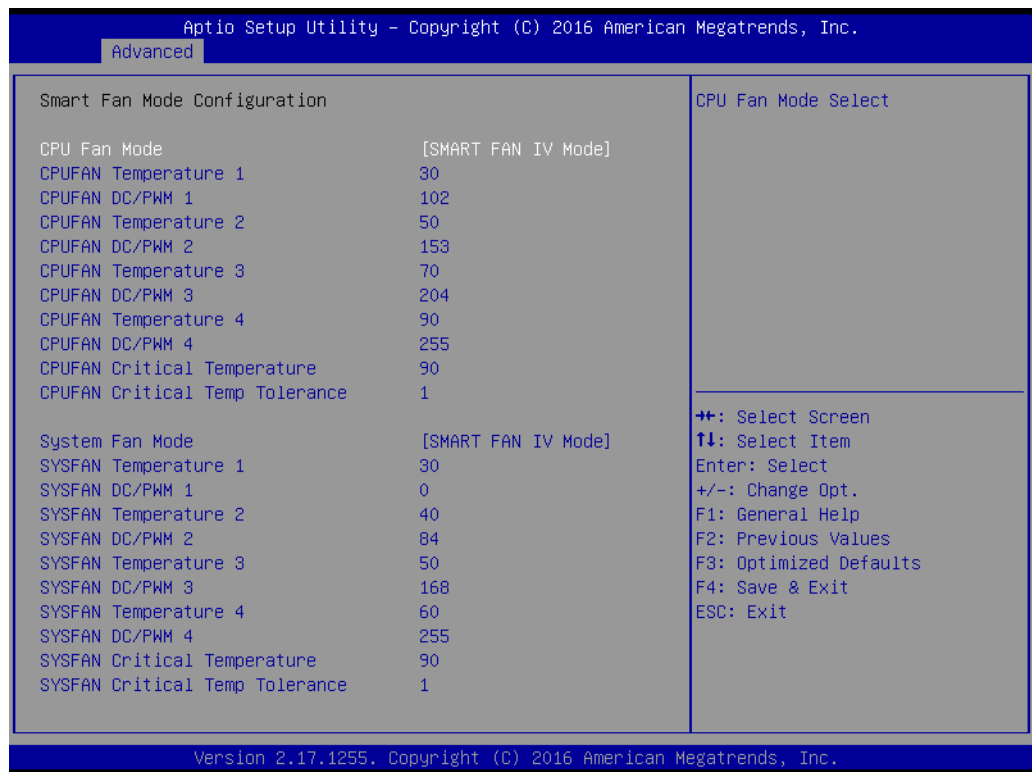 Aptio Setup Utility – Copyright (C) 2016 American Megatrends, Inc.
Advanced
Smart Fan Mode Configuration
CPU Fan Mode [SMART FAN IV Mode]
CPUFAN Temperature 1 30
CPUFAN DC/PWM 1 102
CPUFAN Temperature 2 50
CPUFAN DC/PWM 2 153
CPUFAN Temperature 3 70
CPUFAN DC/PWM 3 204
CPUFAN Temperature 4 90
CPUFAN DC/PWM 4 255
CPUFAN Critical Temperature 90
CPUFAN Critical Temp Tolerance 1
System Fan Mode [SMART FAN IV Mode]
SYSFAN Temperature 1 30
SYSFAN DC/PWM 1 0
SYSFAN Temperature 2 40
SYSFAN DC/PWM 2 84
SYSFAN Temperature 3 50
SYSFAN DC/PWM 3 168
SYSFAN Temperature 4 60
SYSFAN DC/PWM 4 255
SYSFAN Critical Temperature 90
SYSFAN Critical Temp Tolerance 1
CPU Fan Mode Select
→←: Select Screen
↑↓: Select Item
Enter: Select
+/-: Change Opt.
F1: General Help
F2: Previous Values
F3: Optimized Defaults
F4: Save & Exit
ESC: Exit
Version 2.17.1255. Copyright (C) 2016 American Megatrends, Inc.